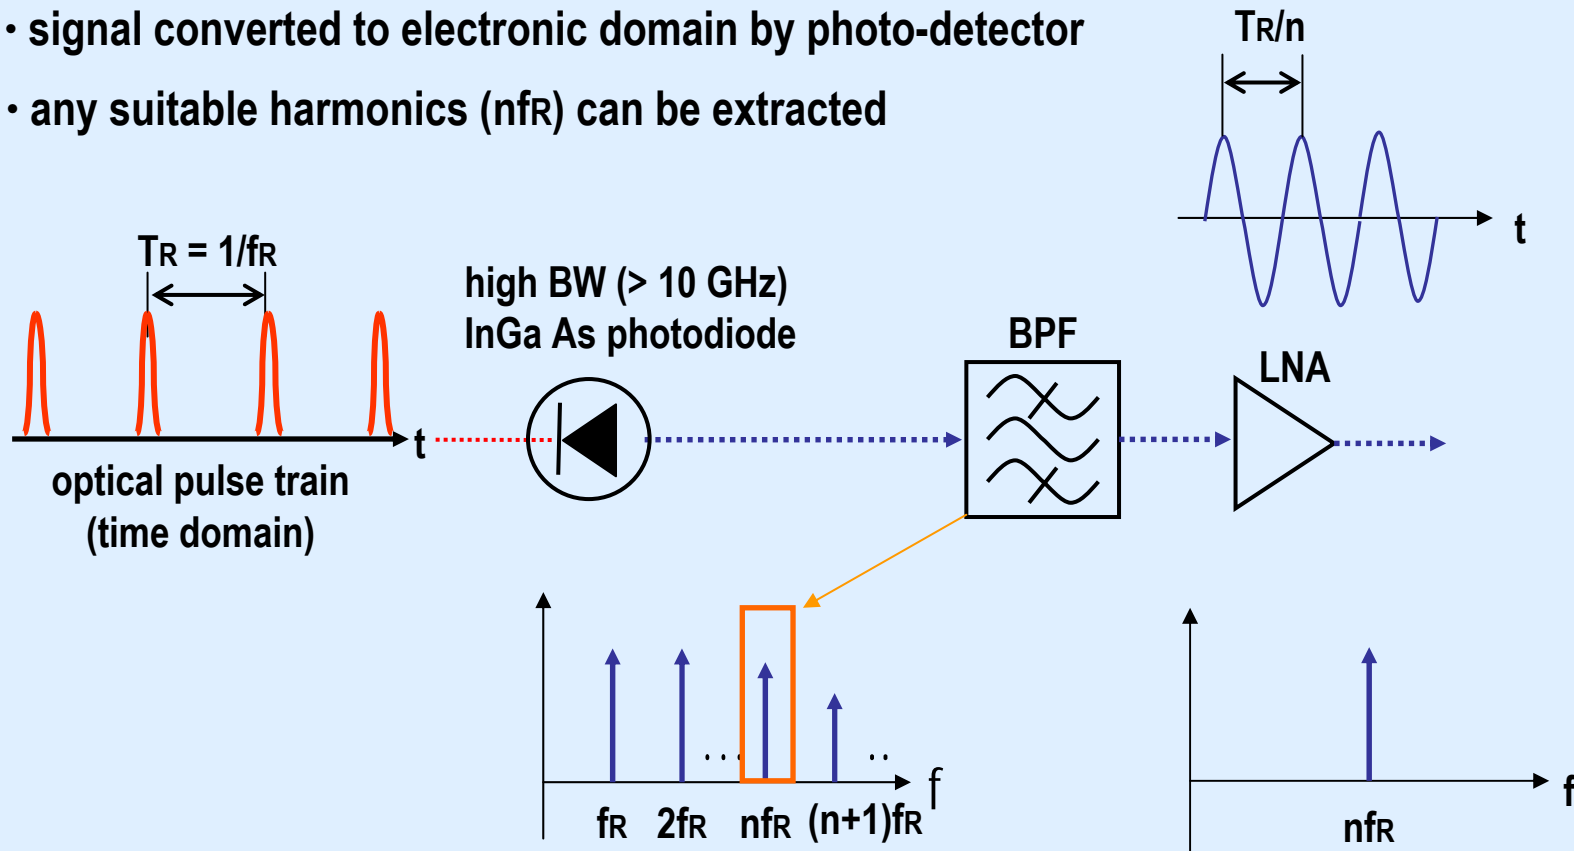 · signal converted to electronic domain by photo-detector
· any suitable harmonics (nfR) can be extracted
TR/n
t
TR = 1/fR
high BW (> 10 GHz)
InGa As photodiode
BPF
LNA
t
optical pulse train
(time domain)
. . .
. .
f
fR 2fR nfR (n+1)fR
f
nfR